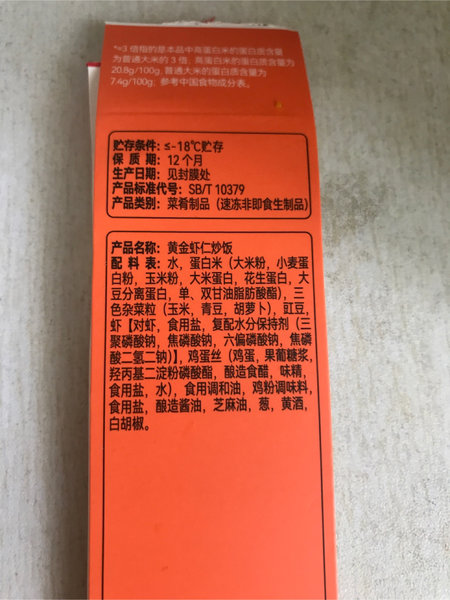 *=3 倍指的是本品中高蛋白米的蛋白质含量
为普通大米的 3 倍, 高蛋白米的蛋白质含量为
20.8g/100g, 普通大米的蛋白质含量为
7.4g/100g; 参考中国食物成分表。
贮存条件: ≤-18℃贮存
保 质 期: 12 个月
生产日期: 见封膜处
产品标准代号: SB/T 10379
产品类别: 菜肴制品（速冻非即食生制品）
产品名称: 黄金虾仁炒饭
配 料 表: 水, 蛋白米（大米粉, 小麦蛋
白粉, 玉米粉, 大米蛋白, 花生蛋白, 大
豆分离蛋白, 单、双甘油脂肪酸酯）, 三
色杂菜粒（玉米, 青豆, 胡萝卜）, 豇豆,
虾【对虾, 食用盐, 复配水分保持剂（三
聚磷酸钠, 焦磷酸钠, 六偏磷酸钠, 焦磷
酸二氢二钠）】, 鸡蛋丝（鸡蛋, 果葡糖浆,
羟丙基二淀粉磷酸酯, 酿造食醋, 味精,
食用盐, 水）, 食用调和油, 鸡粉调味料,
食用盐, 酿造酱油, 芝麻油, 葱, 黄酒,
白胡椒。